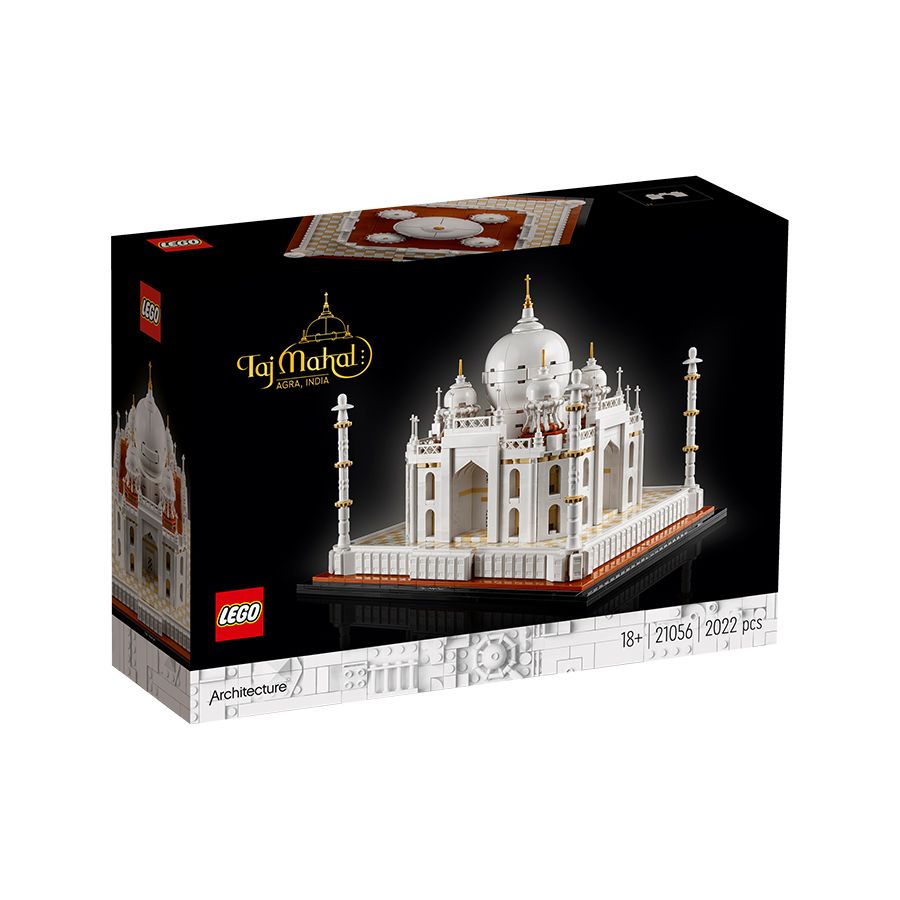 LEGO
LEGO
Taj Mahal
AGRA, INDIA
LEGO
18+ | 21056 | 2022 pcs
Architecture